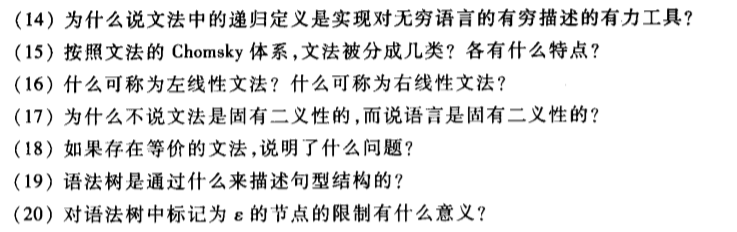 (14) 为什么说文法中的递归定义是实现对无穷语言的有穷描述的有力工具?
(15) 按照文法的 Chomsky 体系,文法被分成几类? 各有什么特点?
(16) 什么可称为左线性文法? 什么可称为右线性文法?
(17) 为什么不说文法是固有二义性的,而说语言是固有二义性的?
(18) 如果存在等价的文法,说明了什么问题?
(19) 语法树是通过什么来描述句型结构的?
(20) 对语法树中标记为 ε 的节点的限制有什么意义?